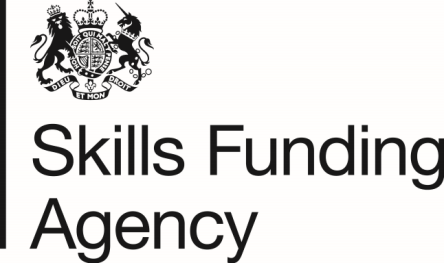 DIEU ET MON DROIT
Skills Funding
Agency